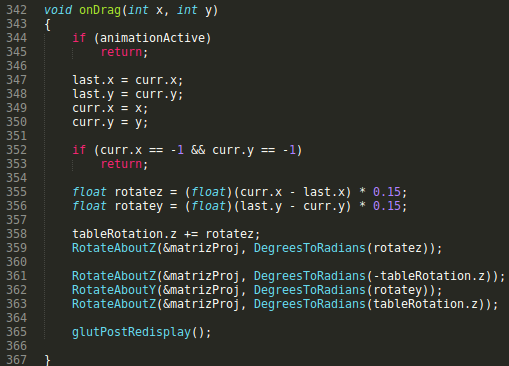 342 void onDrag(int x, int y)
343 {
344     if (animationActive)
345         return;
346
347     last.x = curr.x;
348     last.y = curr.y;
349     curr.x = x;
350     curr.y = y;
351
352     if (curr.x == -1 && curr.y == -1)
353         return;
354
355     float rotatez = (float)(curr.x - last.x) * 0.15;
356     float rotatey = (float)(last.y - curr.y) * 0.15;
357
358     tableRotation.z += rotatez;
359     RotateAboutZ(&matrizProj, DegreesToRadians(rotatez));
360
361     RotateAboutZ(&matrizProj, DegreesToRadians(-tableRotation.z));
362     RotateAboutY(&matrizProj, DegreesToRadians(rotatey));
363     RotateAboutZ(&matrizProj, DegreesToRadians(tableRotation.z));
364
365     glutPostRedisplay();
366
367 }